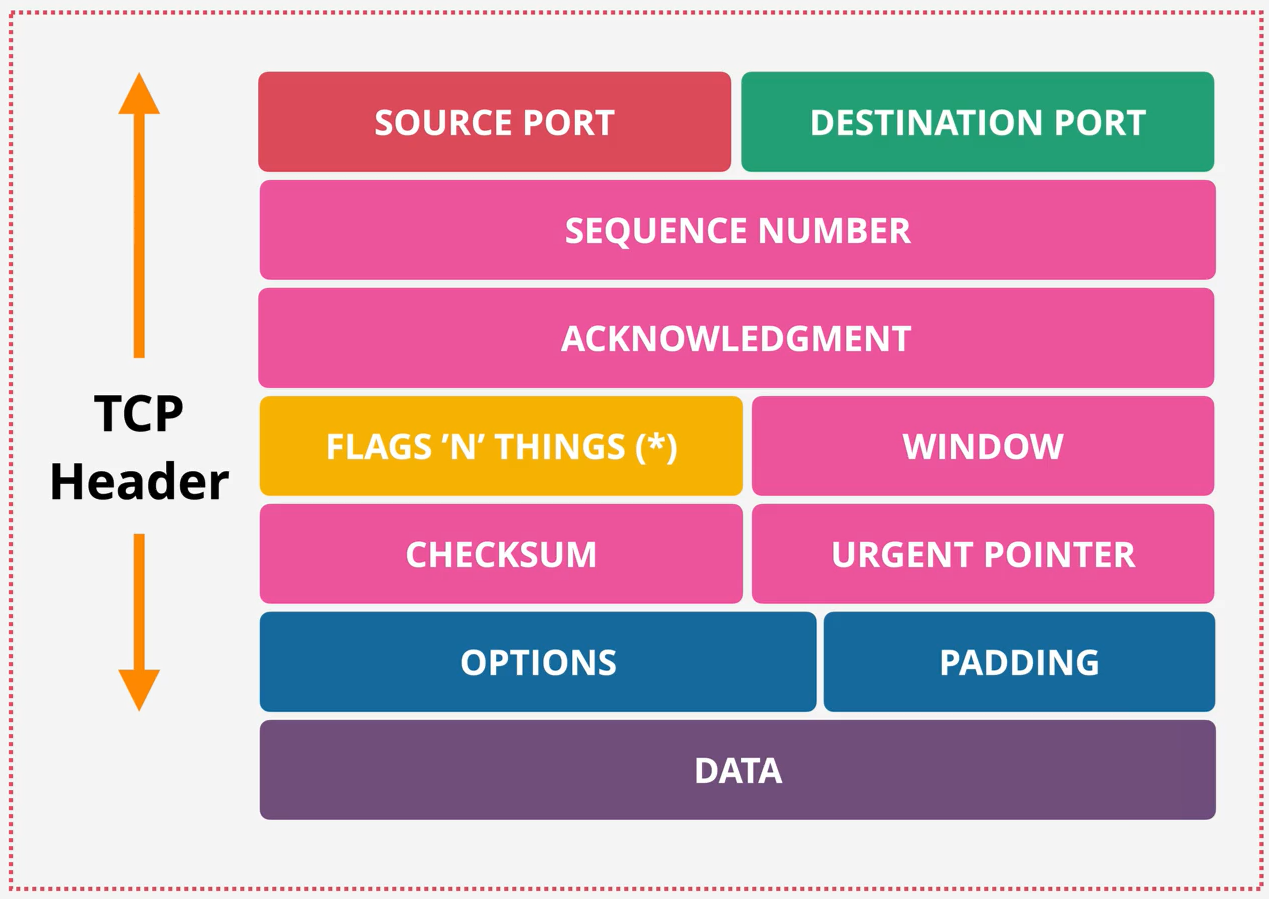 SOURCE PORT
DESTINATION PORT
SEQUENCE NUMBER
ACKNOWLEDGMENT
TCP
Header
FLAGS ’N’ THINGS (*)
WINDOW
CHECKSUM
URGENT POINTER
OPTIONS
PADDING
DATA